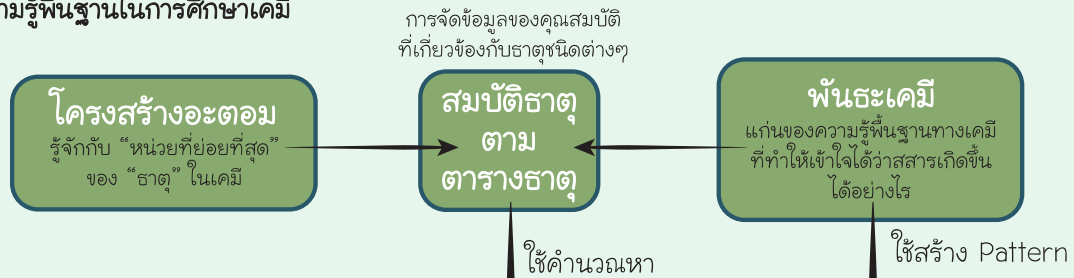 ามรู้พื้นฐานในการศึกษาเคมี
การจัดข้อมูลของคุณสมบัติ
ที่เกี่ยวข้องกับธาตุชนิดต่างๆ
โครงสร้างอะตอม
รู้จักกับ “หน่วยที่ย่อยที่สุด”
ของ “ธาตุ” ในเคมี
สมบัติธาตุ
ตาม
ตารางธาตุ
พันธะเคมี
แก่นของความรู้พื้นฐานทางเคมี
ที่ทำให้เข้าใจได้ว่าสสารเกิดขึ้น
ได้อย่างไร
ใช้คำนวณหา
ใช้สร้าง Pattern